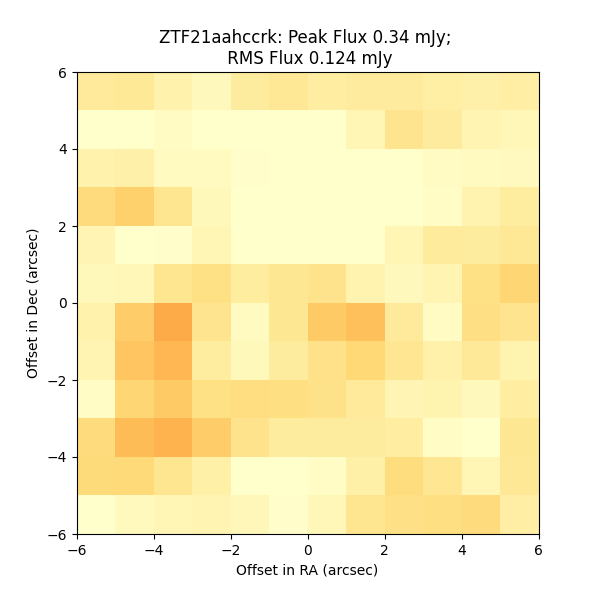 ZTF21aahccrk: Peak Flux 0.34 mJy;
RMS Flux 0.124 mJy
6
4
2
0
−2
−4
−6
Offset in Dec (arcsec)
−6 −4 −2 0 2 4 6
Offset in RA (arcsec)